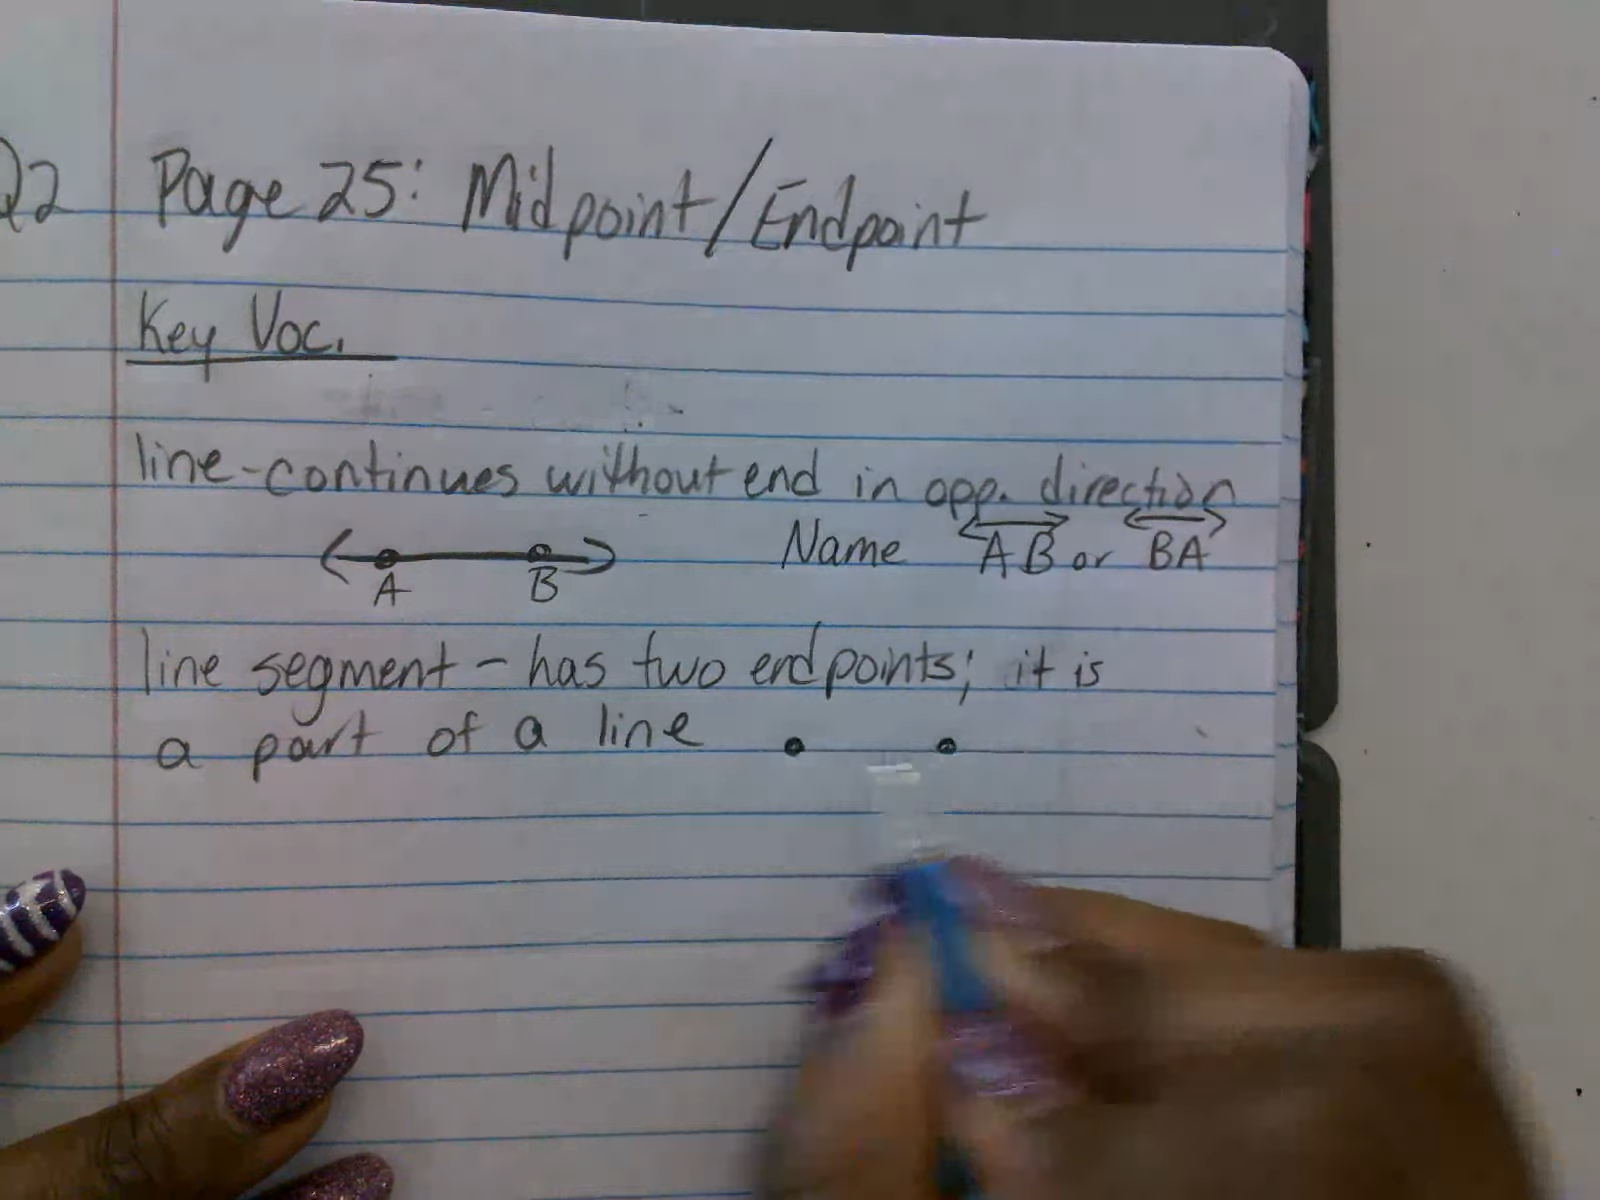 Q2 Page 25: Midpoint/Endpoint
Key Voc.
line-continues without end in opp. direction
A B Name AB or BA
line segment - has two endpoints; it is
a part of a line